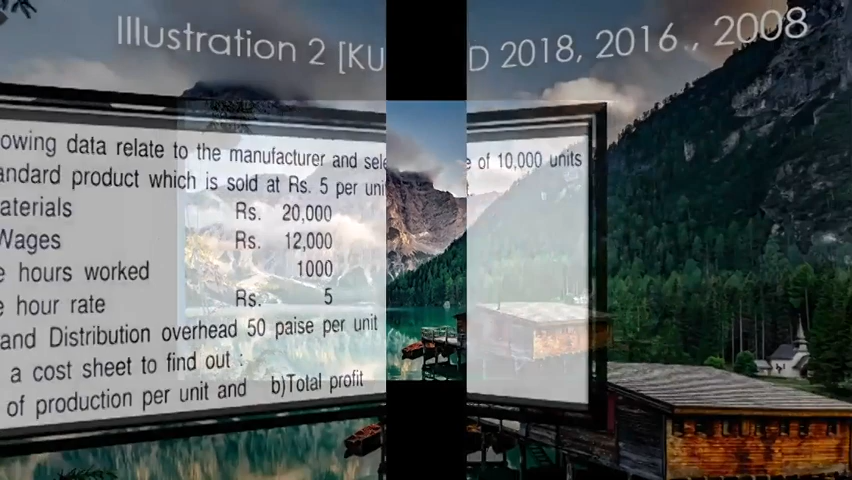 Illustration 2 [KU D 2018, 2016 , 2008
owing data relate to the manufacturer and sele e of 10,000 units
andard product which is sold at Rs. 5 per uni t.
aterials Rs. 20,000
Wages Rs. 12,000
e hours worked 1000
e hour rate Rs. 5
and Distribution overhead 50 paise per unit
a cost sheet to find out :
of production per unit and b)Total profit